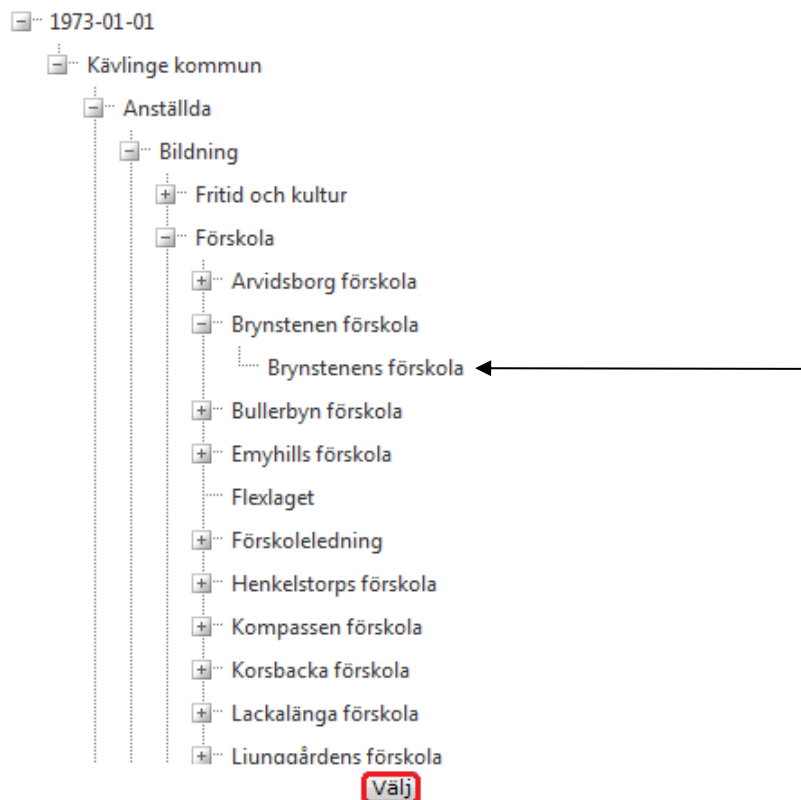 1973-01-01
Kävlinge kommun
Anställda
Bildning
Fritid och kultur
Förskola
Arvidsborg förskola
Brynstenen förskola
Brynstenens förskola
Bullerbyn förskola
Emyhills förskola
Flexlaget
Förskoleledning
Henkelstorps förskola
Kompassen förskola
Korsbacka förskola
Lackalänga förskola
Ljunggårdens förskola
Välj